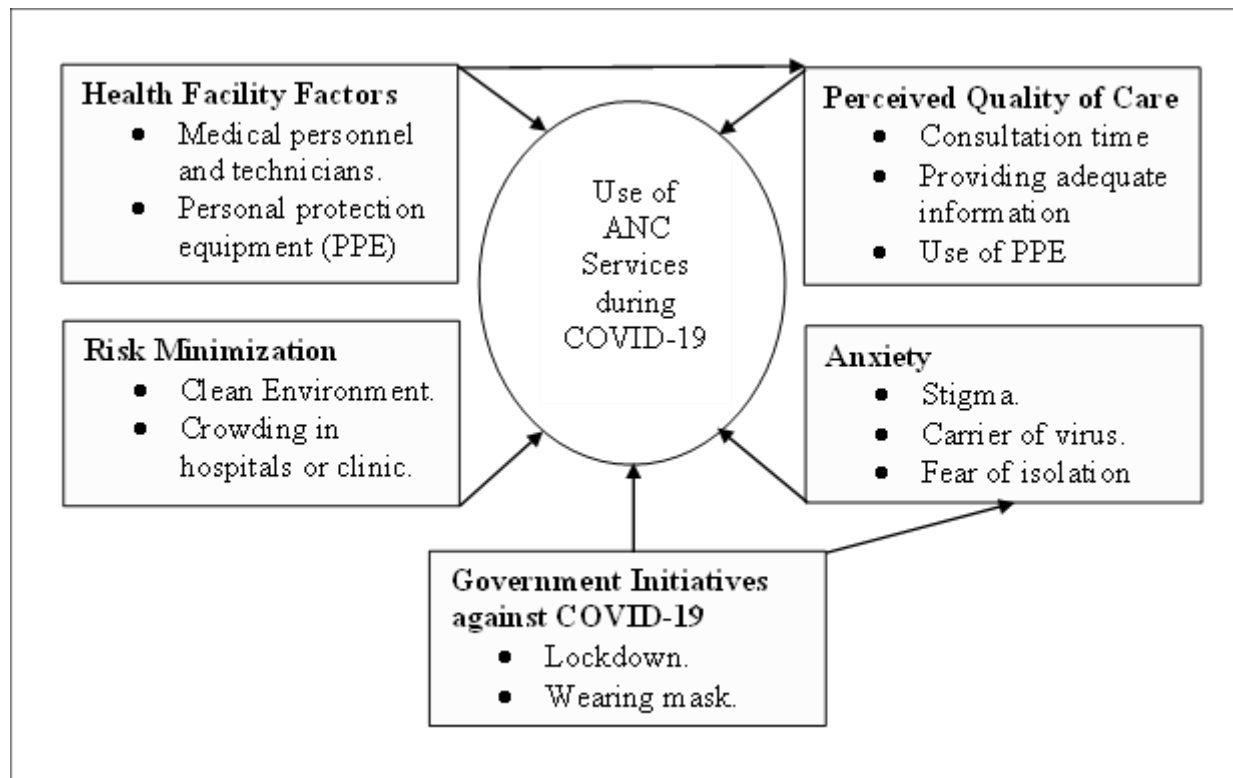 Health Facility Factors
● Medical personnel
and technicians.
● Personal protection
equipment (PPE)
Perceived Quality of Care
● Consultation time
● Providing adequate
information
● Use of PPE
Use of
ANC
Services
during
COVID-19
Risk Minimization
● Clean Environment.
● Crowding in
hospitals or clinic.
Anxiety
● Stigma.
● Carrier of virus.
● Fear of isolation
Government Initiatives
against COVID-19
● Lockdown.
● Wearing mask.